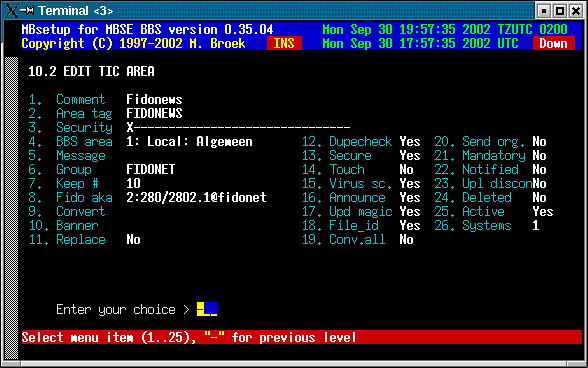 Terminal <3>
MBsetup for MBSE BBS version 0.35.04 Mon Sep 30 19:57:35 2002 TZUTC 0200
Copyright (C) 1997-2002 M. Broek INS Mon Sep 30 17:57:35 2002 UTC Down
10.2 EDIT TIC AREA
1. Comment Fidonews
2. Area tag FIDONEWS
3. Security X-------------------------------
4. BBS area 1: Local: Algemeen 12. Dupecheck Yes 20. Send org. No
5. Message 13. Secure Yes 21. Mandatory No
6. Group FIDONET 14. Touch No 22. Notified No
7. Keep # 10 15. Virus sc. Yes 23. Upl disconNo
8. Fido aka 2:280/2802.1@fidonet 16. Announce Yes 24. Deleted No
9. Convert 17. Upd magic Yes 25. Active Yes
10. Banner 18. File_id Yes 26. Systems 1
11. Replace No 19. Conv.all No
Enter your choice > -
Select menu item (1..25), "-" for previous level